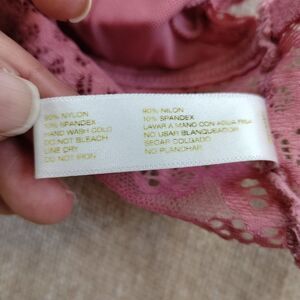 90% NYLON
10% SPANDEX
HAND WASH COLD
DO NOT BLEACH
LINE DRY
DO NOT IRON
90% NILON
10% SPANDEX
LAVAR A MANO CON AGUA FRIA
NO USAR BLANQUEADOR
SECAR COLGADO
NO PLANCHAR